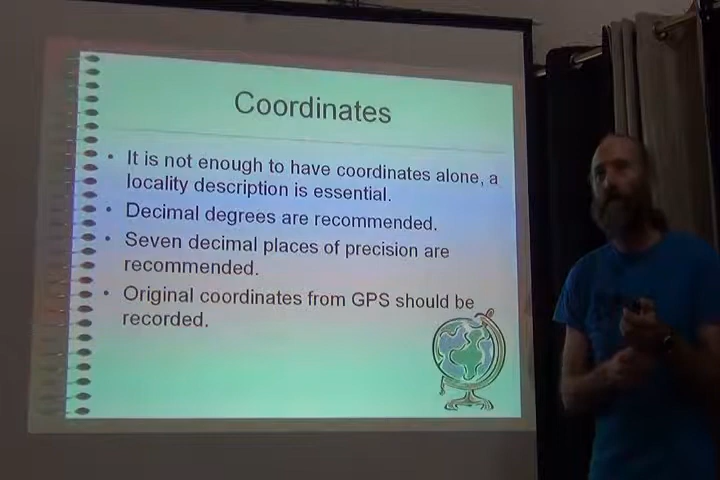 Coordinates
• It is not enough to have coordinates alone, a
locality description is essential.
• Decimal degrees are recommended.
• Seven decimal places of precision are
recommended.
• Original coordinates from GPS should be
recorded.